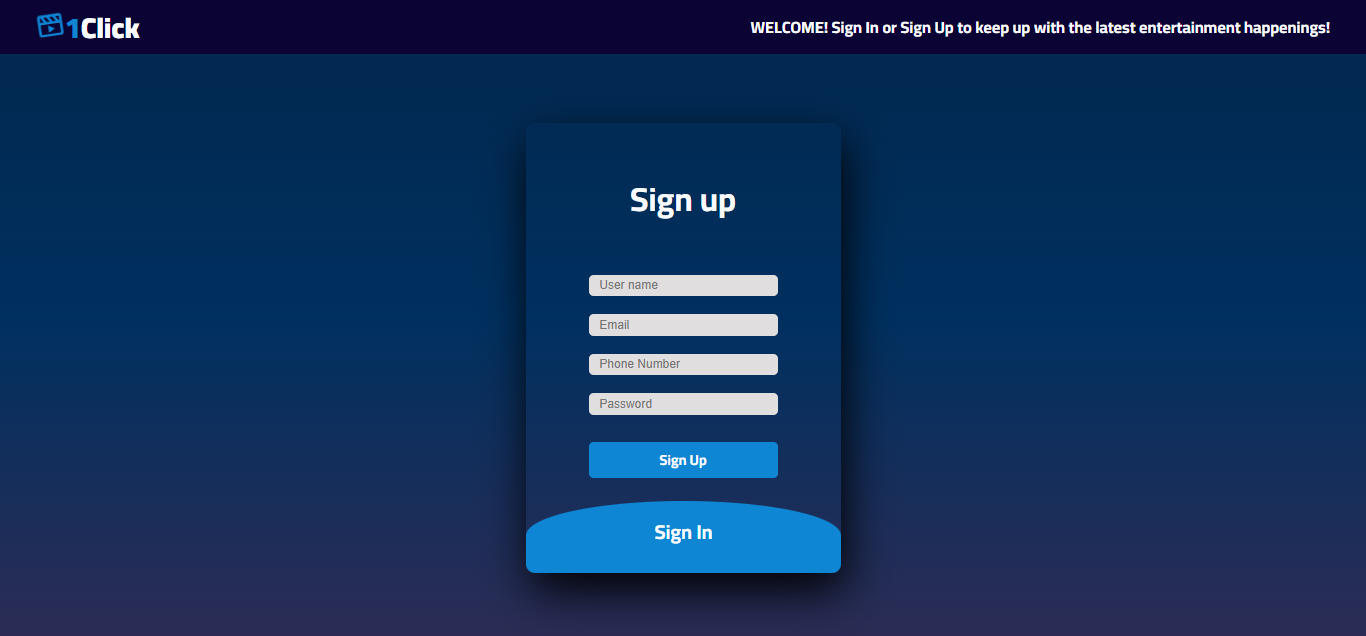 1Click
WELCOME! Sign In or Sign Up to keep up with the latest entertainment happenings!
Sign up
User name
Email
Phone Number
Password
Sign Up
Sign In